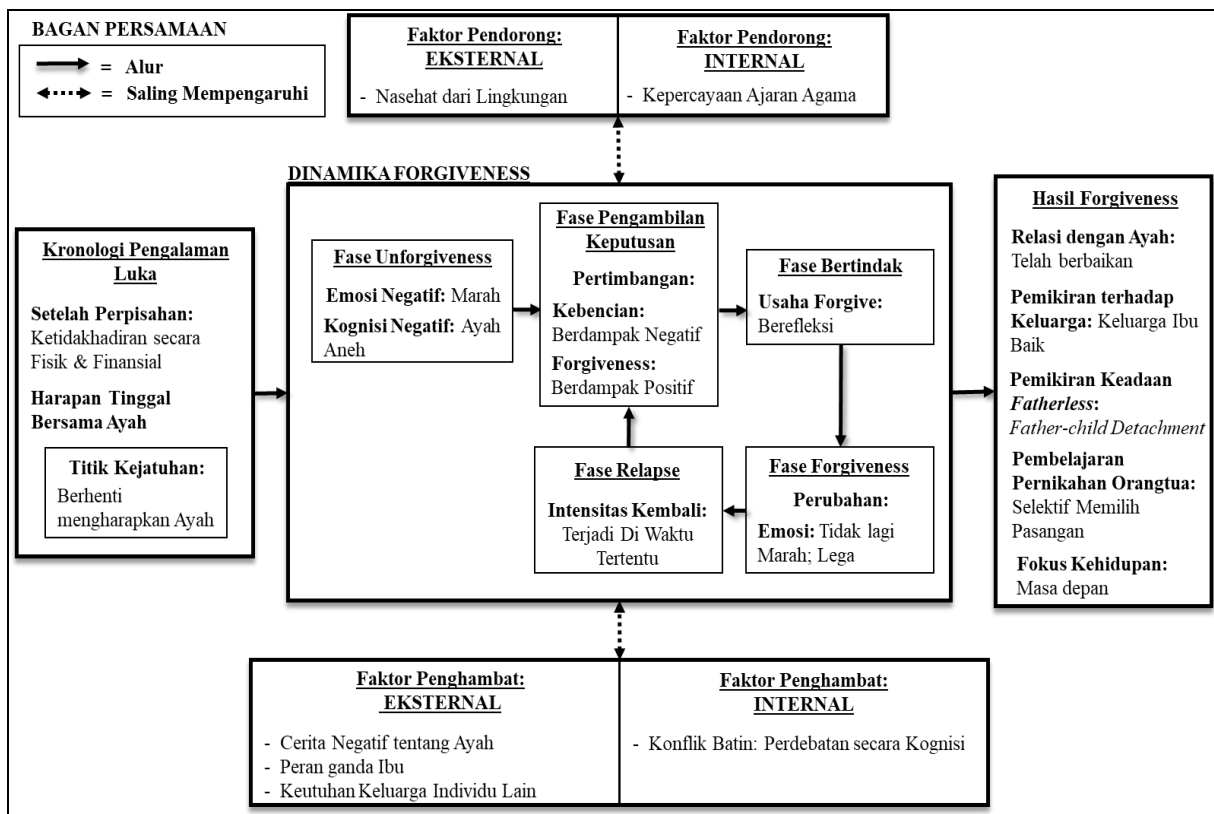 BAGAN PERSAMAAN
= Alur
= Saling Mempengaruhi
Faktor Pendorong:
EKSTERNAL
- Nasehat dari Lingkungan
Faktor Pendorong:
INTERNAL
- Kepercayaan Ajaran Agama
DINAMIKA FORGIVENESS
Kronologi Pengalaman
Luka
Setelah Perpisahan:
Ketidakhadiran secara
Fisik & Finansial
Harapan Tinggal
Bersama Ayah
Titik Kejatuhan:
Berhenti
mengharapkan Ayah
Fase Unforgiveness
Emosi Negatif: Marah
Kognisi Negatif: Ayah
Aneh
Fase Pengambilan
Keputusan
Pertimbangan:
Kebencian:
Berdampak Negatif
Forgiveness:
Berdampak Positif
Fase Bertindak
Usaha Forgive:
Berefleksi
Fase Relapse
Intensitas Kembali:
Terjadi Di Waktu
Tertentu
Fase Forgiveness
Perubahan:
Emosi: Tidak lagi
Marah; Lega
Hasil Forgiveness
Relasi dengan Ayah:
Telah berbaikan
Pemikiran terhadap
Keluarga: Keluarga Ibu
Baik
Pemikiran Keadaan
Fatherless:
Father-child Detachment
Pembelajaran
Pernikahan Orangtua:
Selektif Memilih
Pasangan
Fokus Kehidupan:
Masa depan
Faktor Penghambat:
EKSTERNAL
- Cerita Negatif tentang Ayah
- Peran ganda Ibu
- Keutuhan Keluarga Individu Lain
Faktor Penghambat:
INTERNAL
- Konflik Batin: Perdebatan secara Kognisi